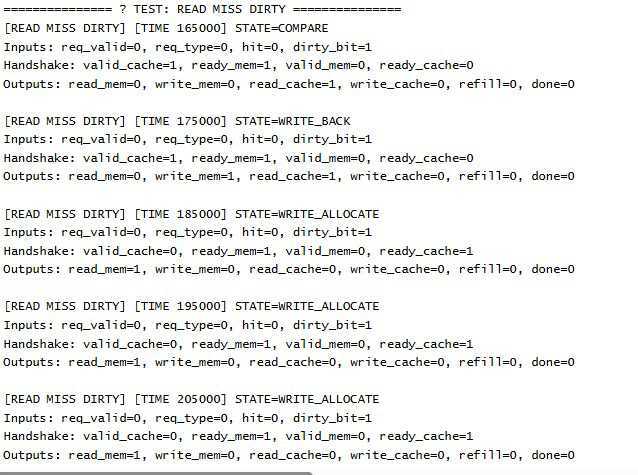 =============== ? TEST: READ MISS DIRTY ===============
[READ MISS DIRTY] [TIME 165000] STATE=COMPARE
Inputs: req_valid=0, req_type=0, hit=0, dirty_bit=1
Handshake: valid_cache=1, ready_mem=1, valid_mem=0, ready_cache=0
Outputs: read_mem=0, write_mem=0, read_cache=1, write_cache=0, refill=0, done=0
[READ MISS DIRTY] [TIME 175000] STATE=WRITE_BACK
Inputs: req_valid=0, req_type=0, hit=0, dirty_bit=1
Handshake: valid_cache=1, ready_mem=1, valid_mem=0, ready_cache=0
Outputs: read_mem=0, write_mem=1, read_cache=1, write_cache=0, refill=0, done=0
[READ MISS DIRTY] [TIME 185000] STATE=WRITE_ALLOCATE
Inputs: req_valid=0, req_type=0, hit=0, dirty_bit=1
Handshake: valid_cache=0, ready_mem=1, valid_mem=0, ready_cache=1
Outputs: read_mem=1, write_mem=0, read_cache=0, write_cache=0, refill=0, done=0
[READ MISS DIRTY] [TIME 195000] STATE=WRITE_ALLOCATE
Inputs: req_valid=0, req_type=0, hit=0, dirty_bit=1
Handshake: valid_cache=0, ready_mem=1, valid_mem=0, ready_cache=1
Outputs: read_mem=1, write_mem=0, read_cache=0, write_cache=0, refill=0, done=0
[READ MISS DIRTY] [TIME 205000] STATE=WRITE_ALLOCATE
Inputs: req_valid=0, req_type=0, hit=0, dirty_bit=1
Handshake: valid_cache=0, ready_mem=1, valid_mem=0, ready_cache=1
Outputs: read_mem=1, write_mem=0, read_cache=0, write_cache=0, refill=0, done=0